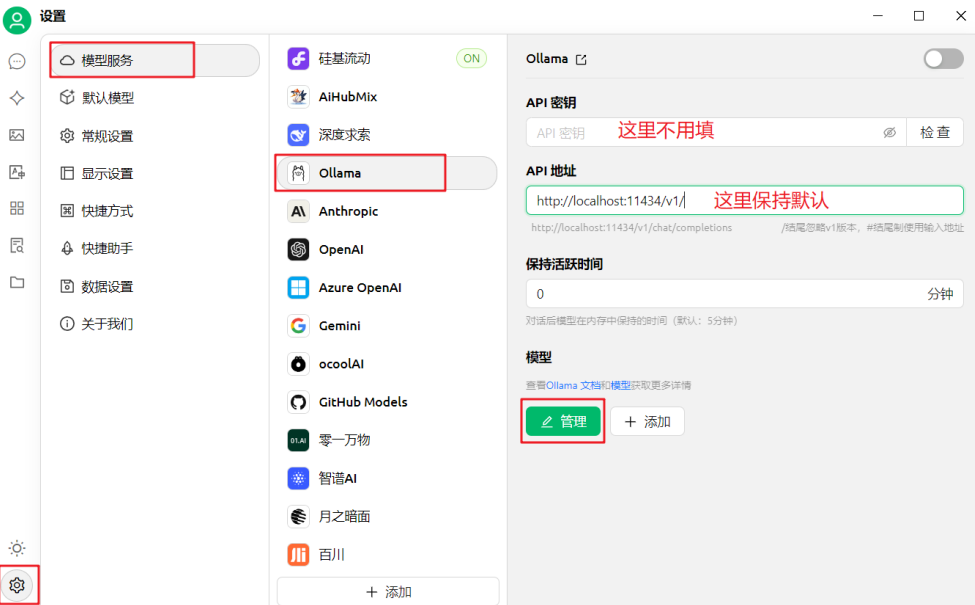 设置
模型服务
默认模型
常规设置
显示设置
快捷方式
快捷助手
数据设置
关于我们
硅基流动 ON
AiHubMix
深度求索
Ollama
Anthropic
OpenAI
Azure OpenAI
Gemini
ocoolAI
GitHub Models
01.AI 零一万物
智谱AI
月之暗面
百川
添加
Ollama
API 密钥
API 密钥 这里不用填 检查
API 地址
http://localhost:11434/v1/ 这里保持默认
http://localhost:11434/v1/chat/completions /结尾忽略v1版本，#结尾制使用输入地址
保持活跃时间
0 分钟
对话后模型在内存中保持的时间（默认：5分钟）
模型
查看Ollama 文档和模型获取更多详情
管理 添加